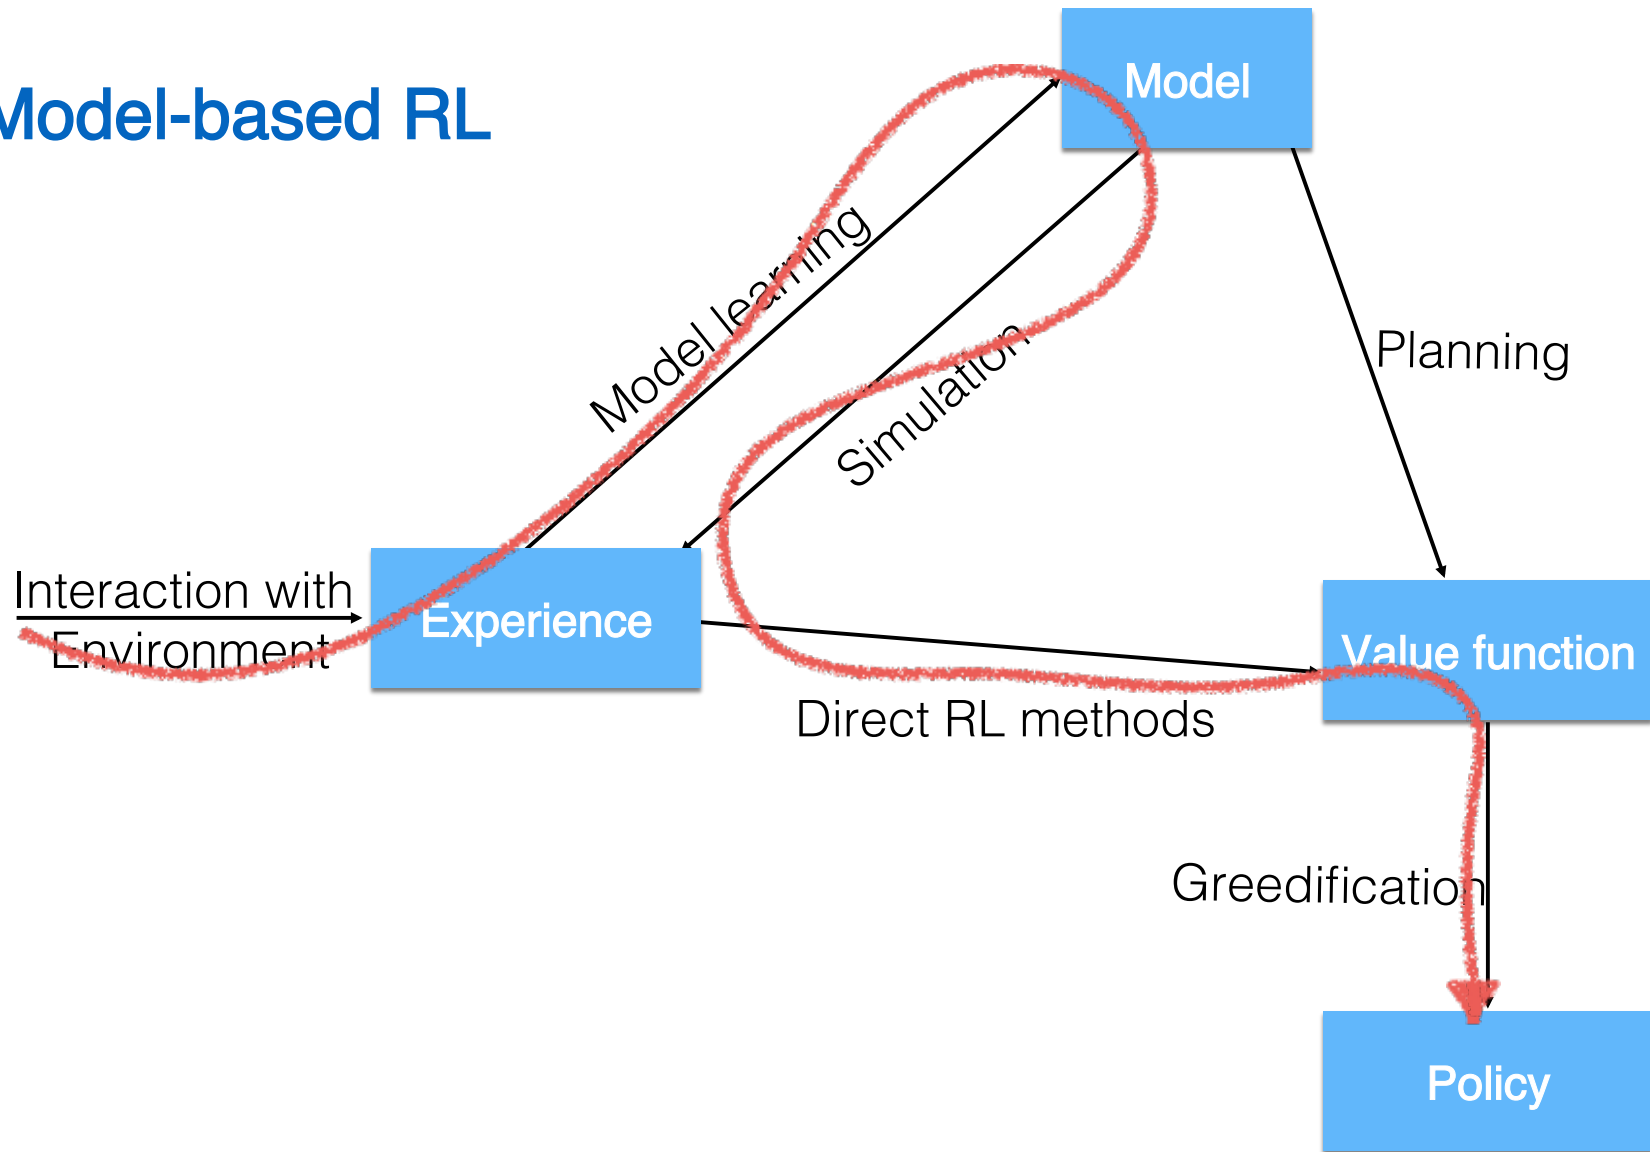 Model-based RL
Model
Model learning
Simulation
Planning
Interaction with
Environment
Experience
Value function
Direct RL methods
Greedification
Policy